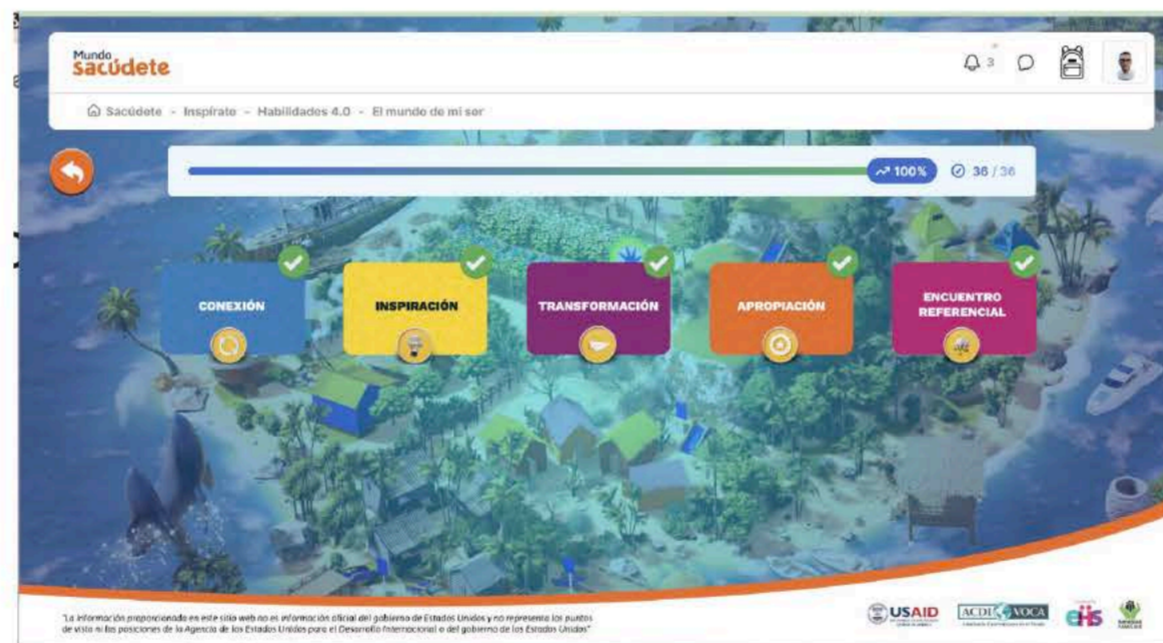 Mundo
sacúdete
3
Sacúdete - Inspírate - Habilidades 4.0 - El mundo de mi ser
100%
36 / 36
CONEXIÓN
INSPIRACIÓN
TRANSFORMACIÓN
APROPIACIÓN
ENCUENTRO
REFERENCIAL
"La información proporcionada en este sitio web no es información oficial del gobierno de Estados Unidos y no representa los puntos
de vista ni las posiciones de la Agencia de los Estados Unidos para el Desarrollo Internacional o del gobierno de los Estados Unidos"
USAID
ACDI VOCA
eHs